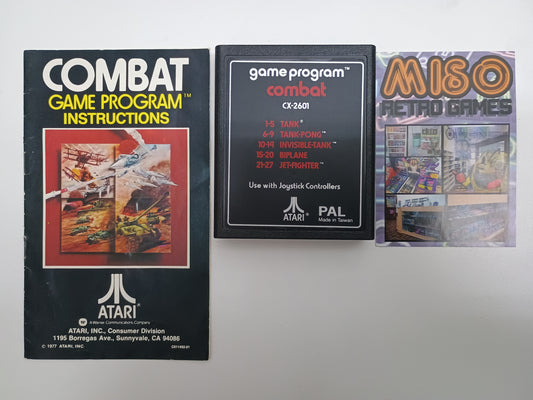 COMBAT
GAME PROGRAM™
INSTRUCTIONS
ATARI®
A Warner Communications Company
ATARI, INC., Consumer Division
1195 Borregas Ave., Sunnyvale, CA 94086
© 1977 ATARI, INC.
game program™
combat
CX-2601
1-5 TANK®
6-9 TANK-PONG™
10-14 INVISIBLE-TANK™
15-20 BIPLANE
21-27 JET-FIGHTER™
Use with Joystick Controllers
ATARI®
PAL
Made in Taiwan
M18O
RETRO GAMES